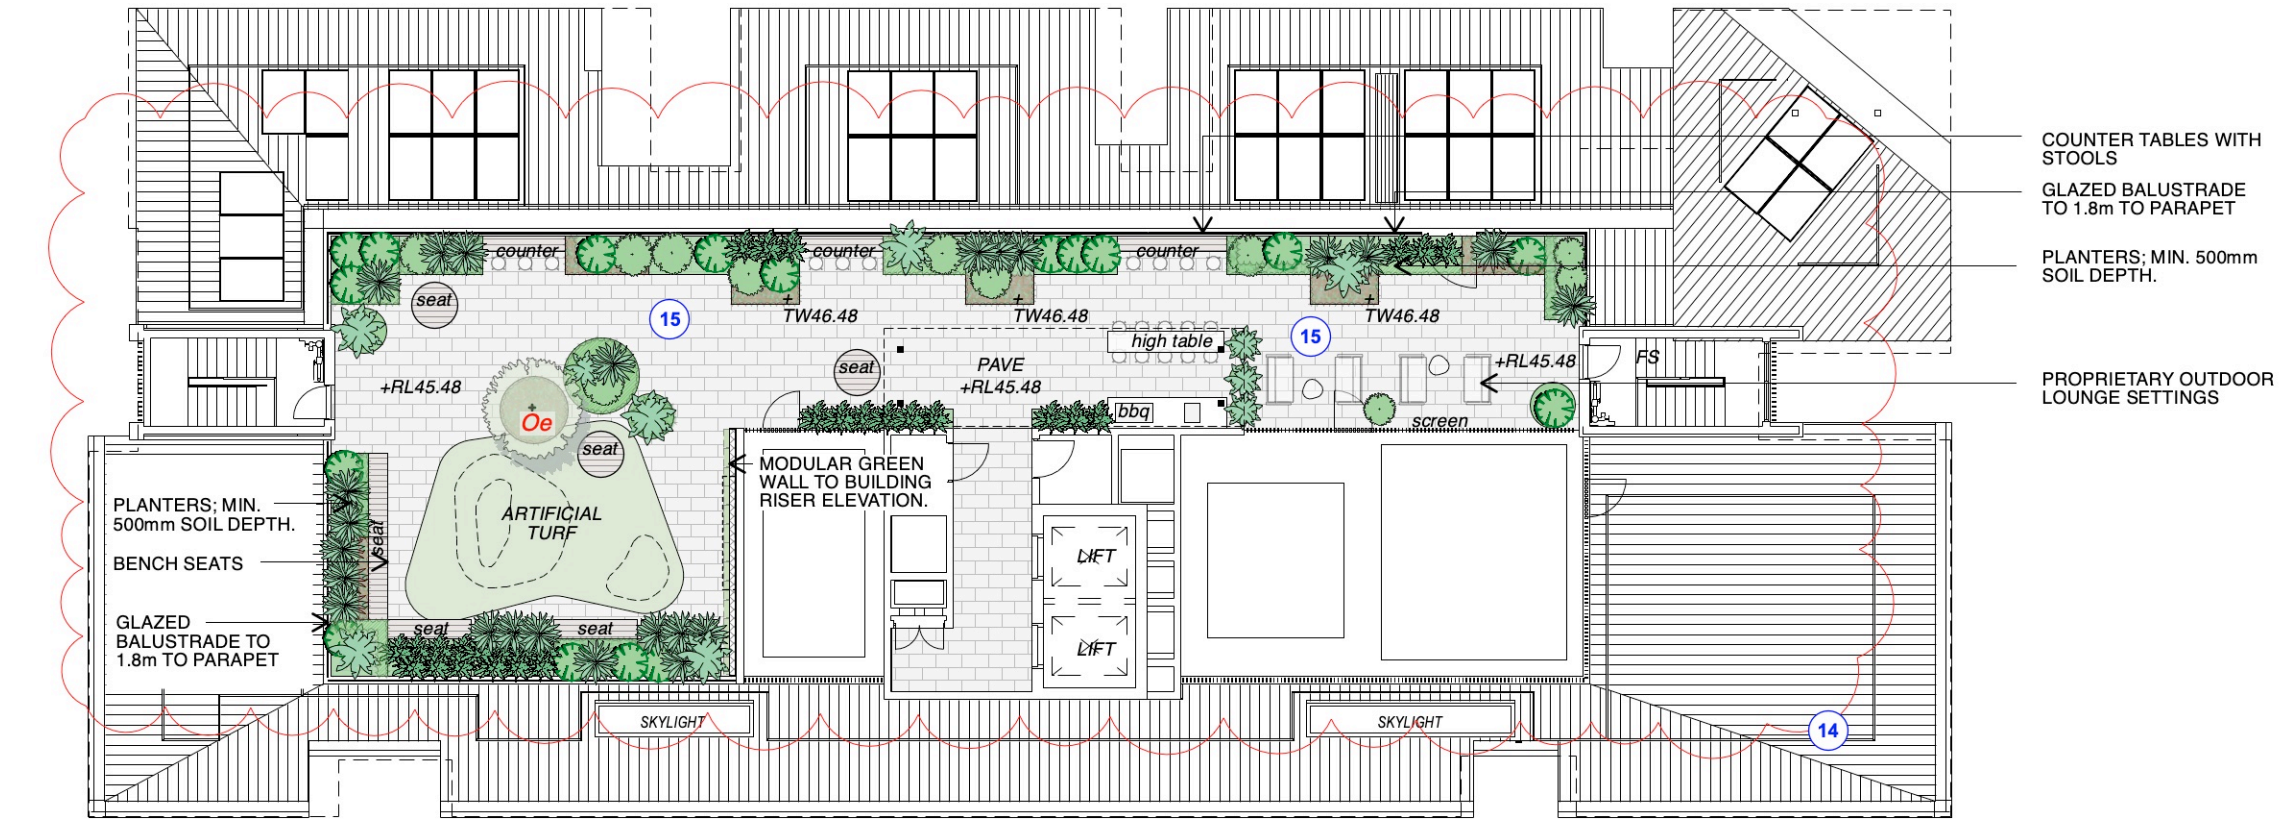 COUNTER TABLES WITH
STOOLS
GLAZED BALUSTRADE
TO 1.8m TO PARAPET
counter
counter
counter
PLANTERS; MIN. 500mm
SOIL DEPTH.
seat
15
TW46.48
TW46.48
TW46.48
15
high table
seat
PAVE
+RL45.48
+RL45.48
FS
+RL45.48
PROPRIETARY OUTDOOR
LOUNGE SETTINGS
Oe
bbq
screen
seat
MODULAR GREEN
WALL TO BUILDING
RISER ELEVATION.
PLANTERS; MIN.
500mm SOIL DEPTH.
ARTIFICIAL
TURF
seat
BENCH SEATS
LIFT
GLAZED
BALUSTRADE TO
1.8m TO PARAPET
seat
seat
LIFT
SKYLIGHT
SKYLIGHT
14